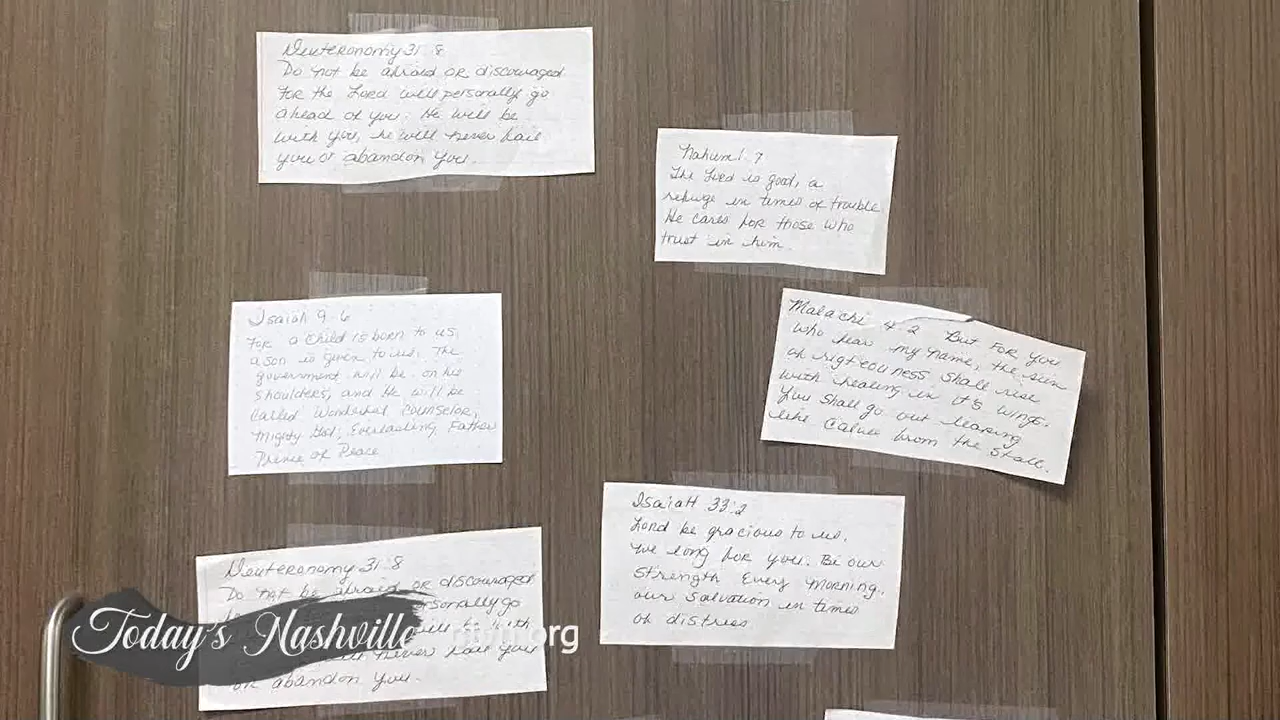 Deuteronomy 31:8
Do not be afraid or discouraged
For the Lord will personally go
ahead of you. He will be
with you, he will never fail
you or abandon you.
Nahum 1:7
The Lord is good, a
refuge in times of trouble
He cares for those who
trust in him.
Isaiah 9:6
For a Child is born to us,
a son is given to us. The
government will be on his
shoulders, and He will be
called Wonderful Counselor,
Mighty God, Everlasting Father
Prince of Peace
Malachi 4:2 But for you
who fear my name, the sun
of righteouness shall rise
with healing in it's wings.
You shall go out leaping
like Calves from the Stall.
Isaiah 33:2
Lord be gracious to us,
we long for you. Be our
Strength Every Morning,
our Salvation in times
of distress
Deuteronomy 31:8
Do not be afraid or discouraged
personally go
will be with
never fail you
or abandon you.
Today's Nashville
.org